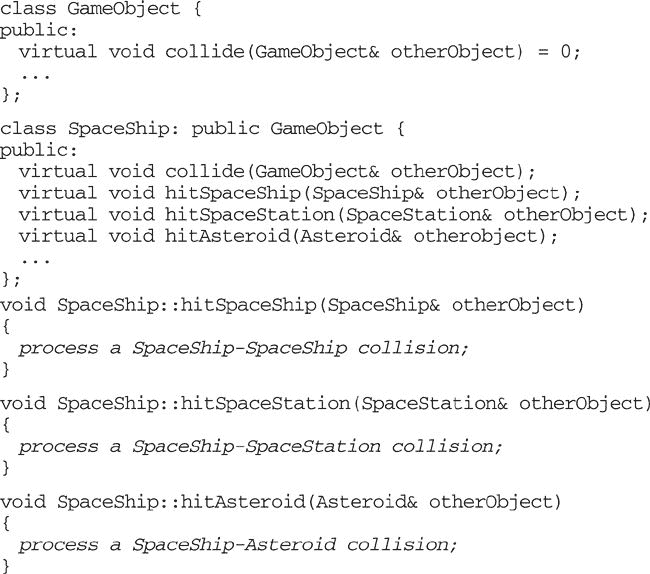 class GameObject {
public:
  virtual void collide(GameObject& otherObject) = 0;
  ...
};
class SpaceShip: public GameObject {
public:
  virtual void collide(GameObject& otherObject);
  virtual void hitSpaceShip(SpaceShip& otherObject);
  virtual void hitSpaceStation(SpaceStation& otherObject);
  virtual void hitAsteroid(Asteroid& otherobject);
  ...
};
void SpaceShip::hitSpaceShip(SpaceShip& otherObject)
{
  process a SpaceShip-SpaceShip collision;
}
void SpaceShip::hitSpaceStation(SpaceStation& otherObject)
{
  process a SpaceShip-SpaceStation collision;
}
void SpaceShip::hitAsteroid(Asteroid& otherObject)
{
  process a SpaceShip-Asteroid collision;
}